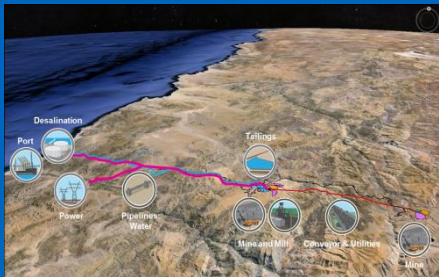 Desalination
Port
Tailings
Power
Pipelines:
Water
Mine and Mill
Conveyor & Utilities
Mine